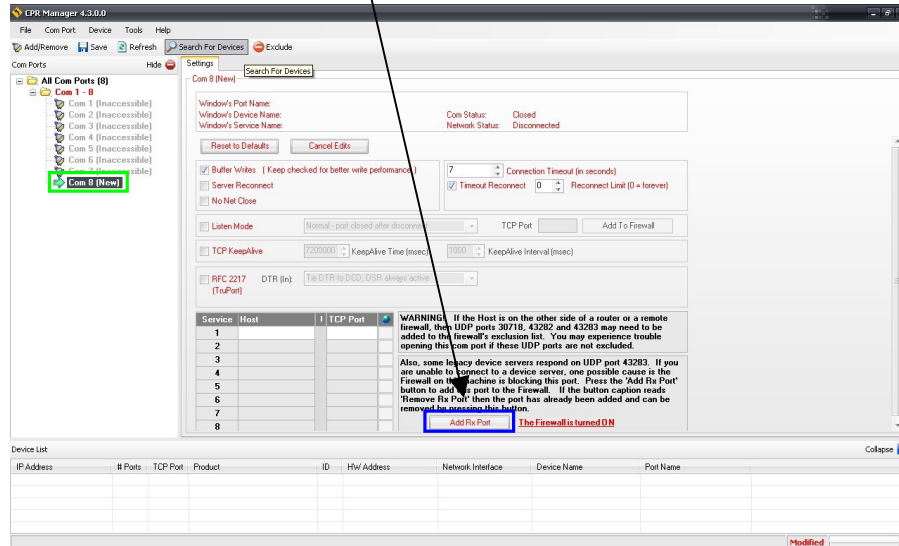 CPR Manager 4.3.0.0
File Com Port Device Tools Help
Add/Remove Save Refresh Search For Devices Exclude
Com Ports Hide Settings
Search For Devices
All Com Ports (8)
Com 1 - 8
Com 1 (Inaccessible)
Com 2 (Inaccessible)
Com 3 (Inaccessible)
Com 4 (Inaccessible)
Com 5 (Inaccessible)
Com 6 (Inaccessible)
Com 7 (Inaccessible)
Com 8 (New)
Com 8 (New)
Window's Port Name:
Window's Device Name: Com Status: Closed
Window's Service Name: Network Status: Disconnected
Reset to Defaults Cancel Edits
Buffer Writes ( Keep checked for better write performance ) 7 Connection Timeout (in seconds)
Server Reconnect Timeout Reconnect 0 Reconnect Limit (0 = forever)
No Net Close
Listen Mode Normal - port closed after disconnect TCP Port Add To Firewall
TCP KeepAlive 7200000 KeepAlive Time (msec) 1000 KeepAlive Interval (msec)
RFC 2217 DTR (In): Tie DTR to DCD, DSR always active
(TruPort)
Service Host ! TCP Port
1
2
3
4
5
6
7
8
WARNING: If the Host is on the other side of a router or a remote
firewall, then UDP ports 30718, 43282 and 43283 may need to be
added to the firewall's exclusion list. You may experience trouble
opening this com port if these UDP ports are not excluded.
Also, some legacy device servers respond on UDP port 43283. If you
are unable to connect to a device server, one possible cause is the
Firewall on this machine is blocking this port. Press the 'Add Rx Port'
button to add this port to the Firewall. If the button caption reads
'Remove Rx Port' then the port has already been added and can be
removed by pressing this button.
Add Rx Port The Firewall is turned ON
Device List Collapse
IP Address # Ports TCP Port Product ID HW Address Network Interface Device Name Port Name
Modified